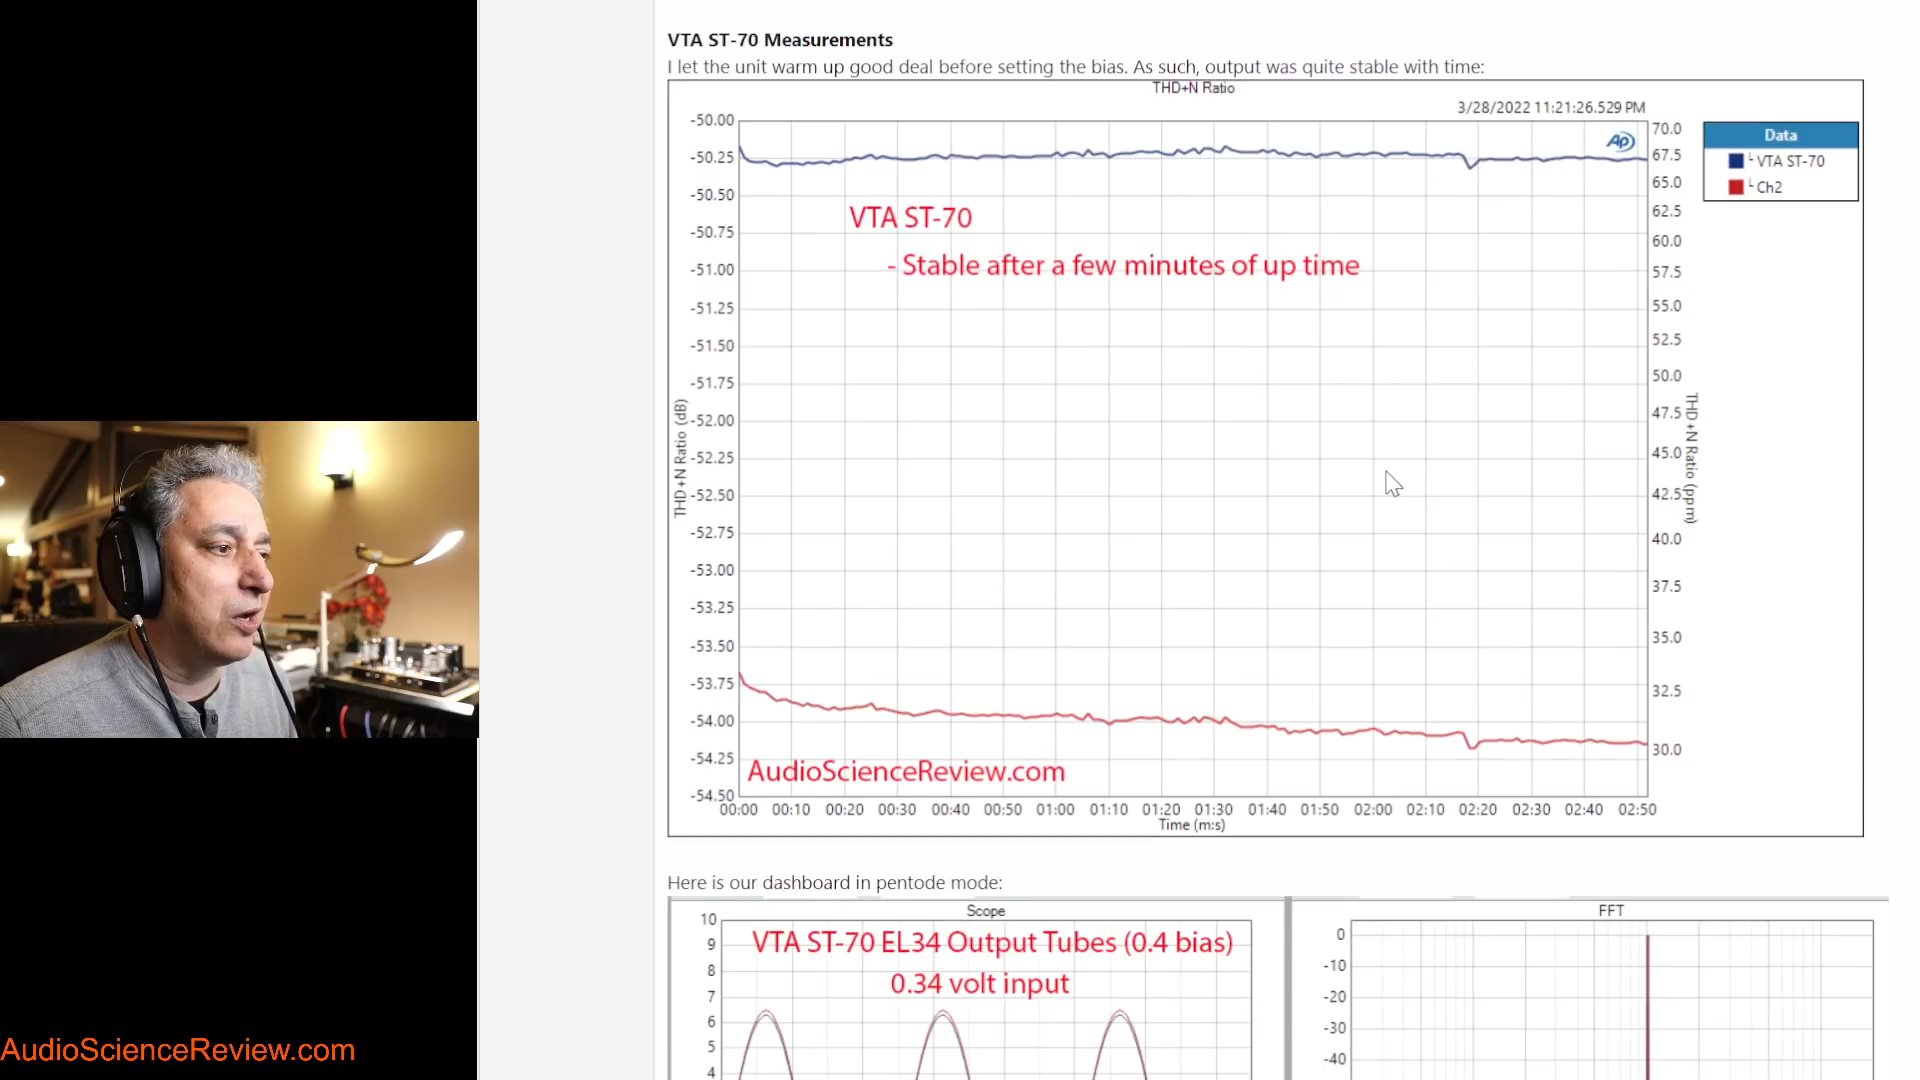 VTA ST-70 Measurements
I let the unit warm up good deal before setting the bias. As such, output was quite stable with time:
THD+N Ratio
3/28/2022 11:21:26.529 PM
-50.00
-50.25
-50.50
-50.75
-51.00
-51.25
-51.50
-51.75
-52.00
-52.25
-52.50
-52.75
-53.00
-53.25
-53.50
-53.75
-54.00
-54.25
-54.50
THD+N Ratio (dB)
AP
VTA ST-70
- Stable after a few minutes of up time
AudioScienceReview.com
70.0
67.5
65.0
62.5
60.0
57.5
55.0
52.5
50.0
47.5
45.0
42.5
40.0
37.5
35.0
32.5
30.0
THD+N Ratio (ppm)
Data
VTA ST-70
Ch2
00:00 00:10 00:20 00:30 00:40 00:50 01:00 01:10 01:20 01:30 01:40 01:50 02:00 02:10 02:20 02:30 02:40 02:50
Time (m:s)
Here is our dashboard in pentode mode:
Scope
10
9
8
7
6
5
4
VTA ST-70 EL34 Output Tubes (0.4 bias)
0.34 volt input
FFT
0
-10
-20
-30
-40
AudioScienceReview.com